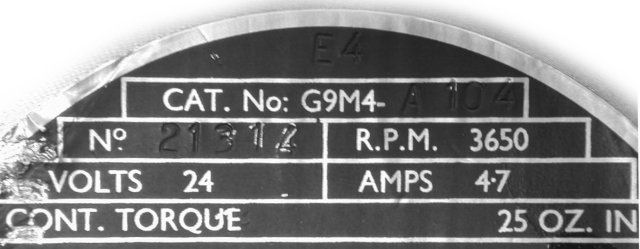 E4
CAT. No: G9M4- A 104
Nº 21312 R.P.M. 3650
VOLTS 24 AMPS 4·7
CONT. TORQUE 25 OZ. IN